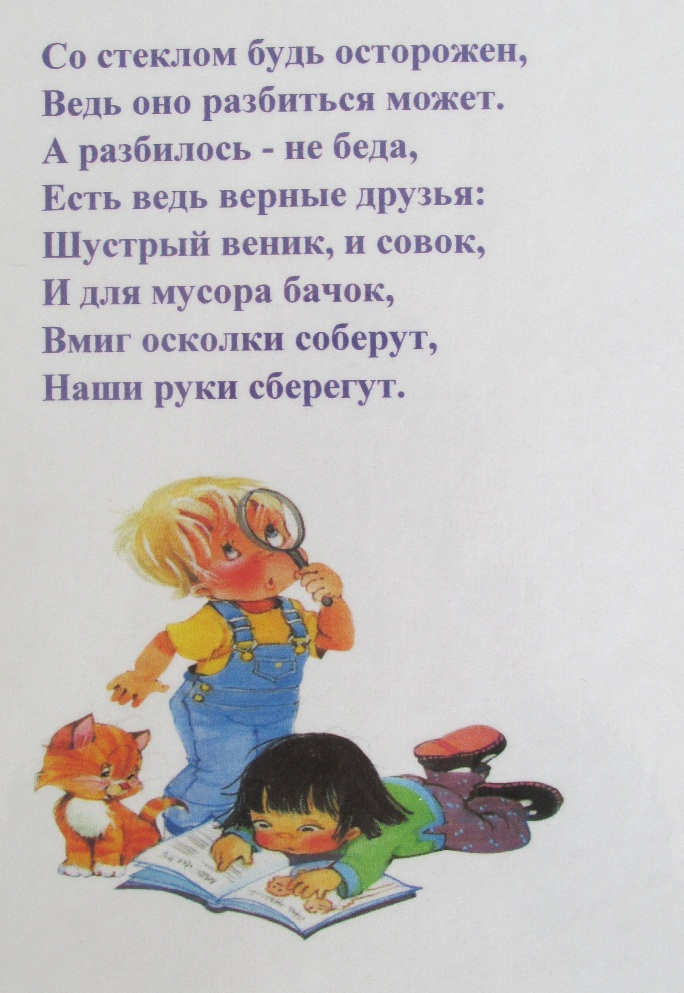 Со стеклом будь осторожен,
Ведь оно разбиться может.
А разбилось - не беда,
Есть ведь верные друзья:
Шустрый веник, и совок,
И для мусора бачок,
Вмиг осколки соберут,
Наши руки сберегут.